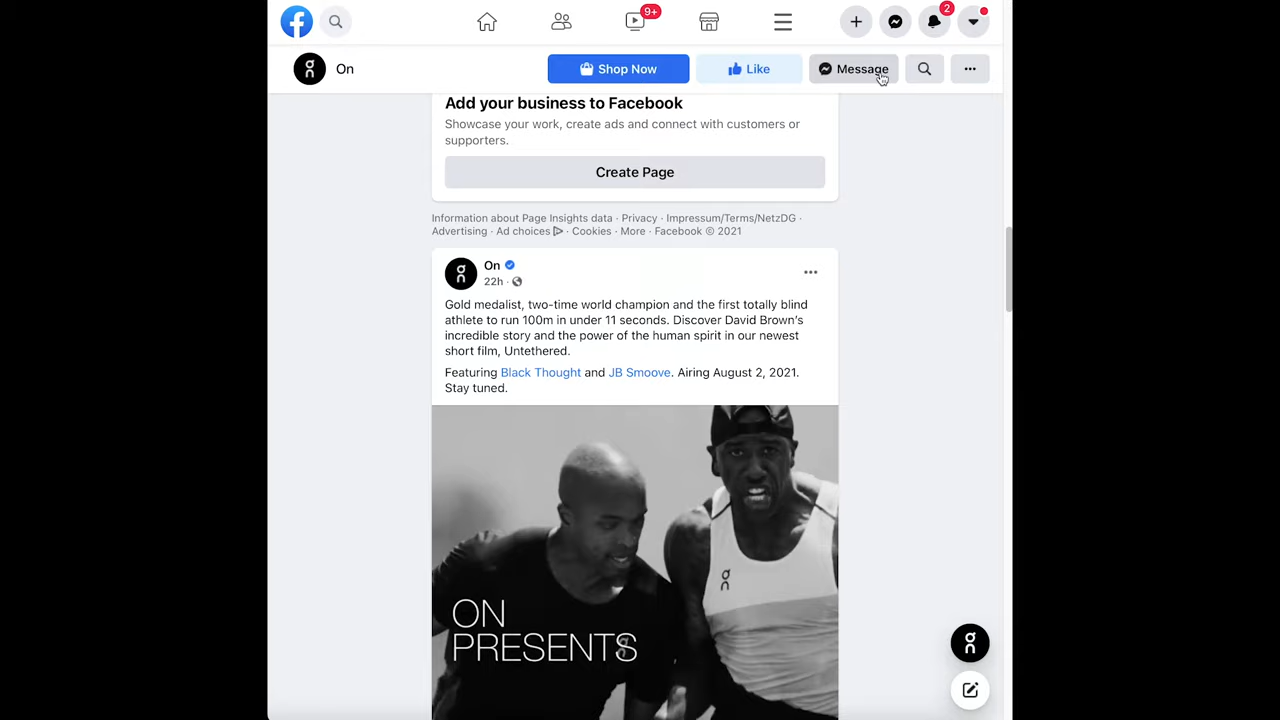 9+
2
On
Shop Now
Like
Message
Add your business to Facebook
Showcase your work, create ads and connect with customers or
supporters.
Create Page
Information about Page Insights data · Privacy · Impressum/Terms/NetzDG ·
Advertising · Ad choices · Cookies · More · Facebook © 2021
On
22h ·
Gold medalist, two-time world champion and the first totally blind
athlete to run 100m in under 11 seconds. Discover David Brown's
incredible story and the power of the human spirit in our newest
short film, Untethered.
Featuring Black Thought and JB Smoove. Airing August 2, 2021.
Stay tuned.
ON
PRESENTS